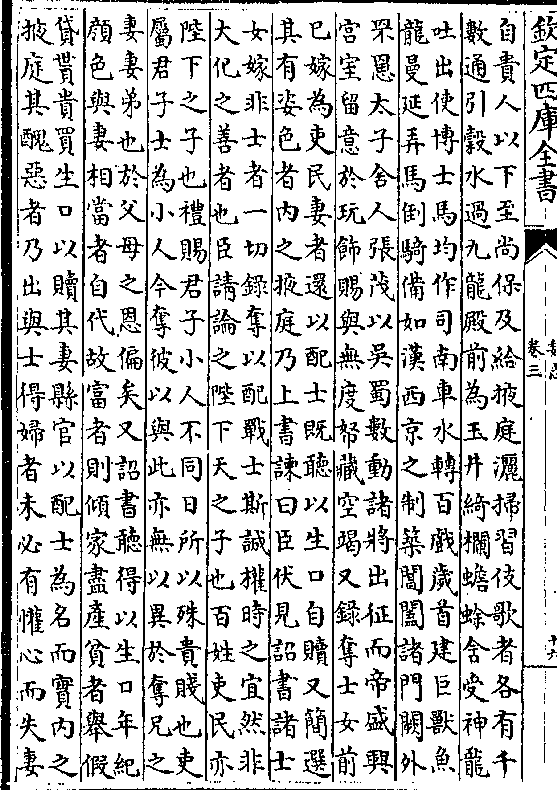 欽定四庫全書
自貴人以下至尚保及給掖庭灑掃習伎歌者各有千
數通引穀水過九龍殿前為玉井綺欄蟾蜍含受神龍
吐出使博士馬均作司南車水轉百戲歲首建巨獸魚
龍曼延弄馬倒騎備如漢西京之制築閶闔諸門闕外
罘罳太子舍人張茂以吳蜀數動諸將出征而帝盛興
宫室留意於玩飾賜與無度帑藏空竭又録奪士女前
已嫁為吏民妻者還以配士既聽以生口自贖又簡選
其有姿色者内之掖庭乃上書諫曰臣伏見詔書諸士
女嫁非士者一切録奪以配戰士斯誠權時之宜然非
大化之善者也臣請論之陛下天之子也百姓吏民亦
陛下之子也禮賜君子小人不同日所以殊貴賤也吏
屬君子士為小人今奪彼以與此亦無以異於奪兄之
妻妻弟也於父母之恩偏矣又詔書聽得以生口年紀
顔色與妻相當者自代故富者則傾家盡産貧者舉假
貸貰貴買生口以贖其妻縣官以配士為名而實内之
掖庭其醜惡者乃出與士得婦者未必有懽心而失妻
卷三